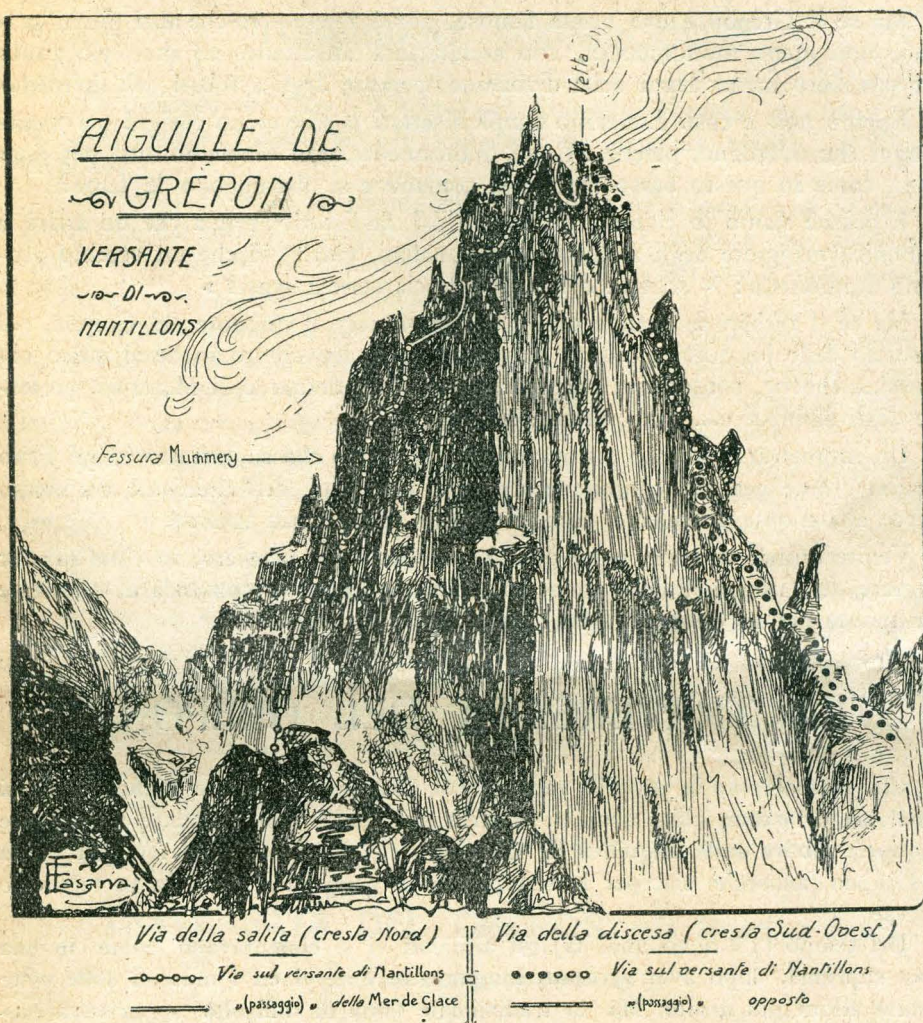 Vetta
AIGUILLE DE
GRÉPON
VERSANTE
DI
NANTILLONS
Fessura Mummery
Casana
Via della salita (cresta Nord)
Via sul versante di Nantillons
" (passaggio) " della Mer de Glace
Via della discesa (cresta Sud-Ovest)
Via sul versante di Nantillons
" (passaggio) " opposto